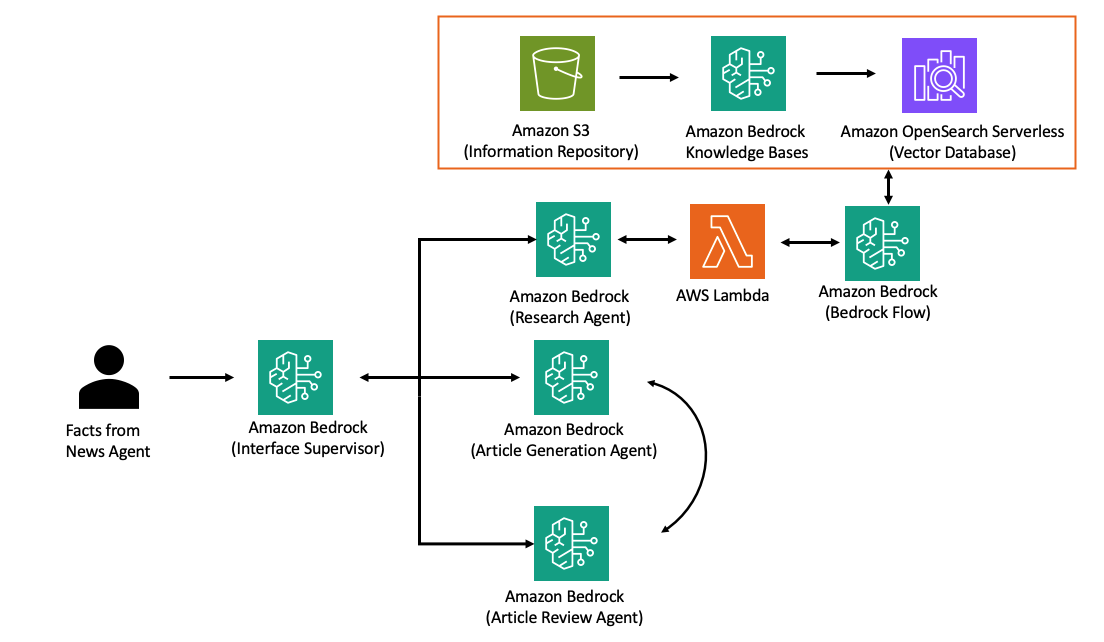 Amazon S3
(Information Repository)
Amazon Bedrock
Knowledge Bases
Amazon OpenSearch Serverless
(Vector Database)
Amazon Bedrock
(Research Agent)
AWS Lambda
Amazon Bedrock
(Bedrock Flow)
Facts from
News Agent
Amazon Bedrock
(Interface Supervisor)
Amazon Bedrock
(Article Generation Agent)
Amazon Bedrock
(Article Review Agent)